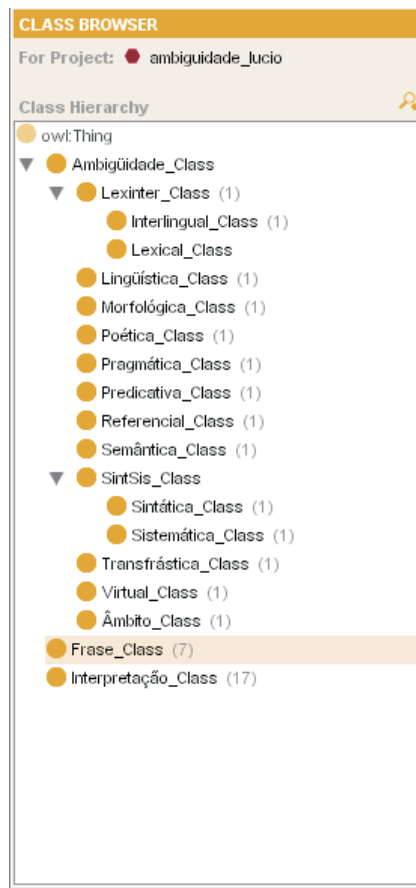 CLASS BROWSER
For Project: ambiguidade_lucio
Class Hierarchy
owl:Thing
Ambigüidade_Class
Lexinter_Class (1)
Interlingual_Class (1)
Lexical_Class
Lingüística_Class (1)
Morfológica_Class (1)
Poética_Class (1)
Pragmática_Class (1)
Predicativa_Class (1)
Referencial_Class (1)
Semântica_Class (1)
SintSis_Class
Sintática_Class (1)
Sistemática_Class (1)
Transfrástica_Class (1)
Virtual_Class (1)
Âmbito_Class (1)
Frase_Class (7)
Interpretação_Class (17)